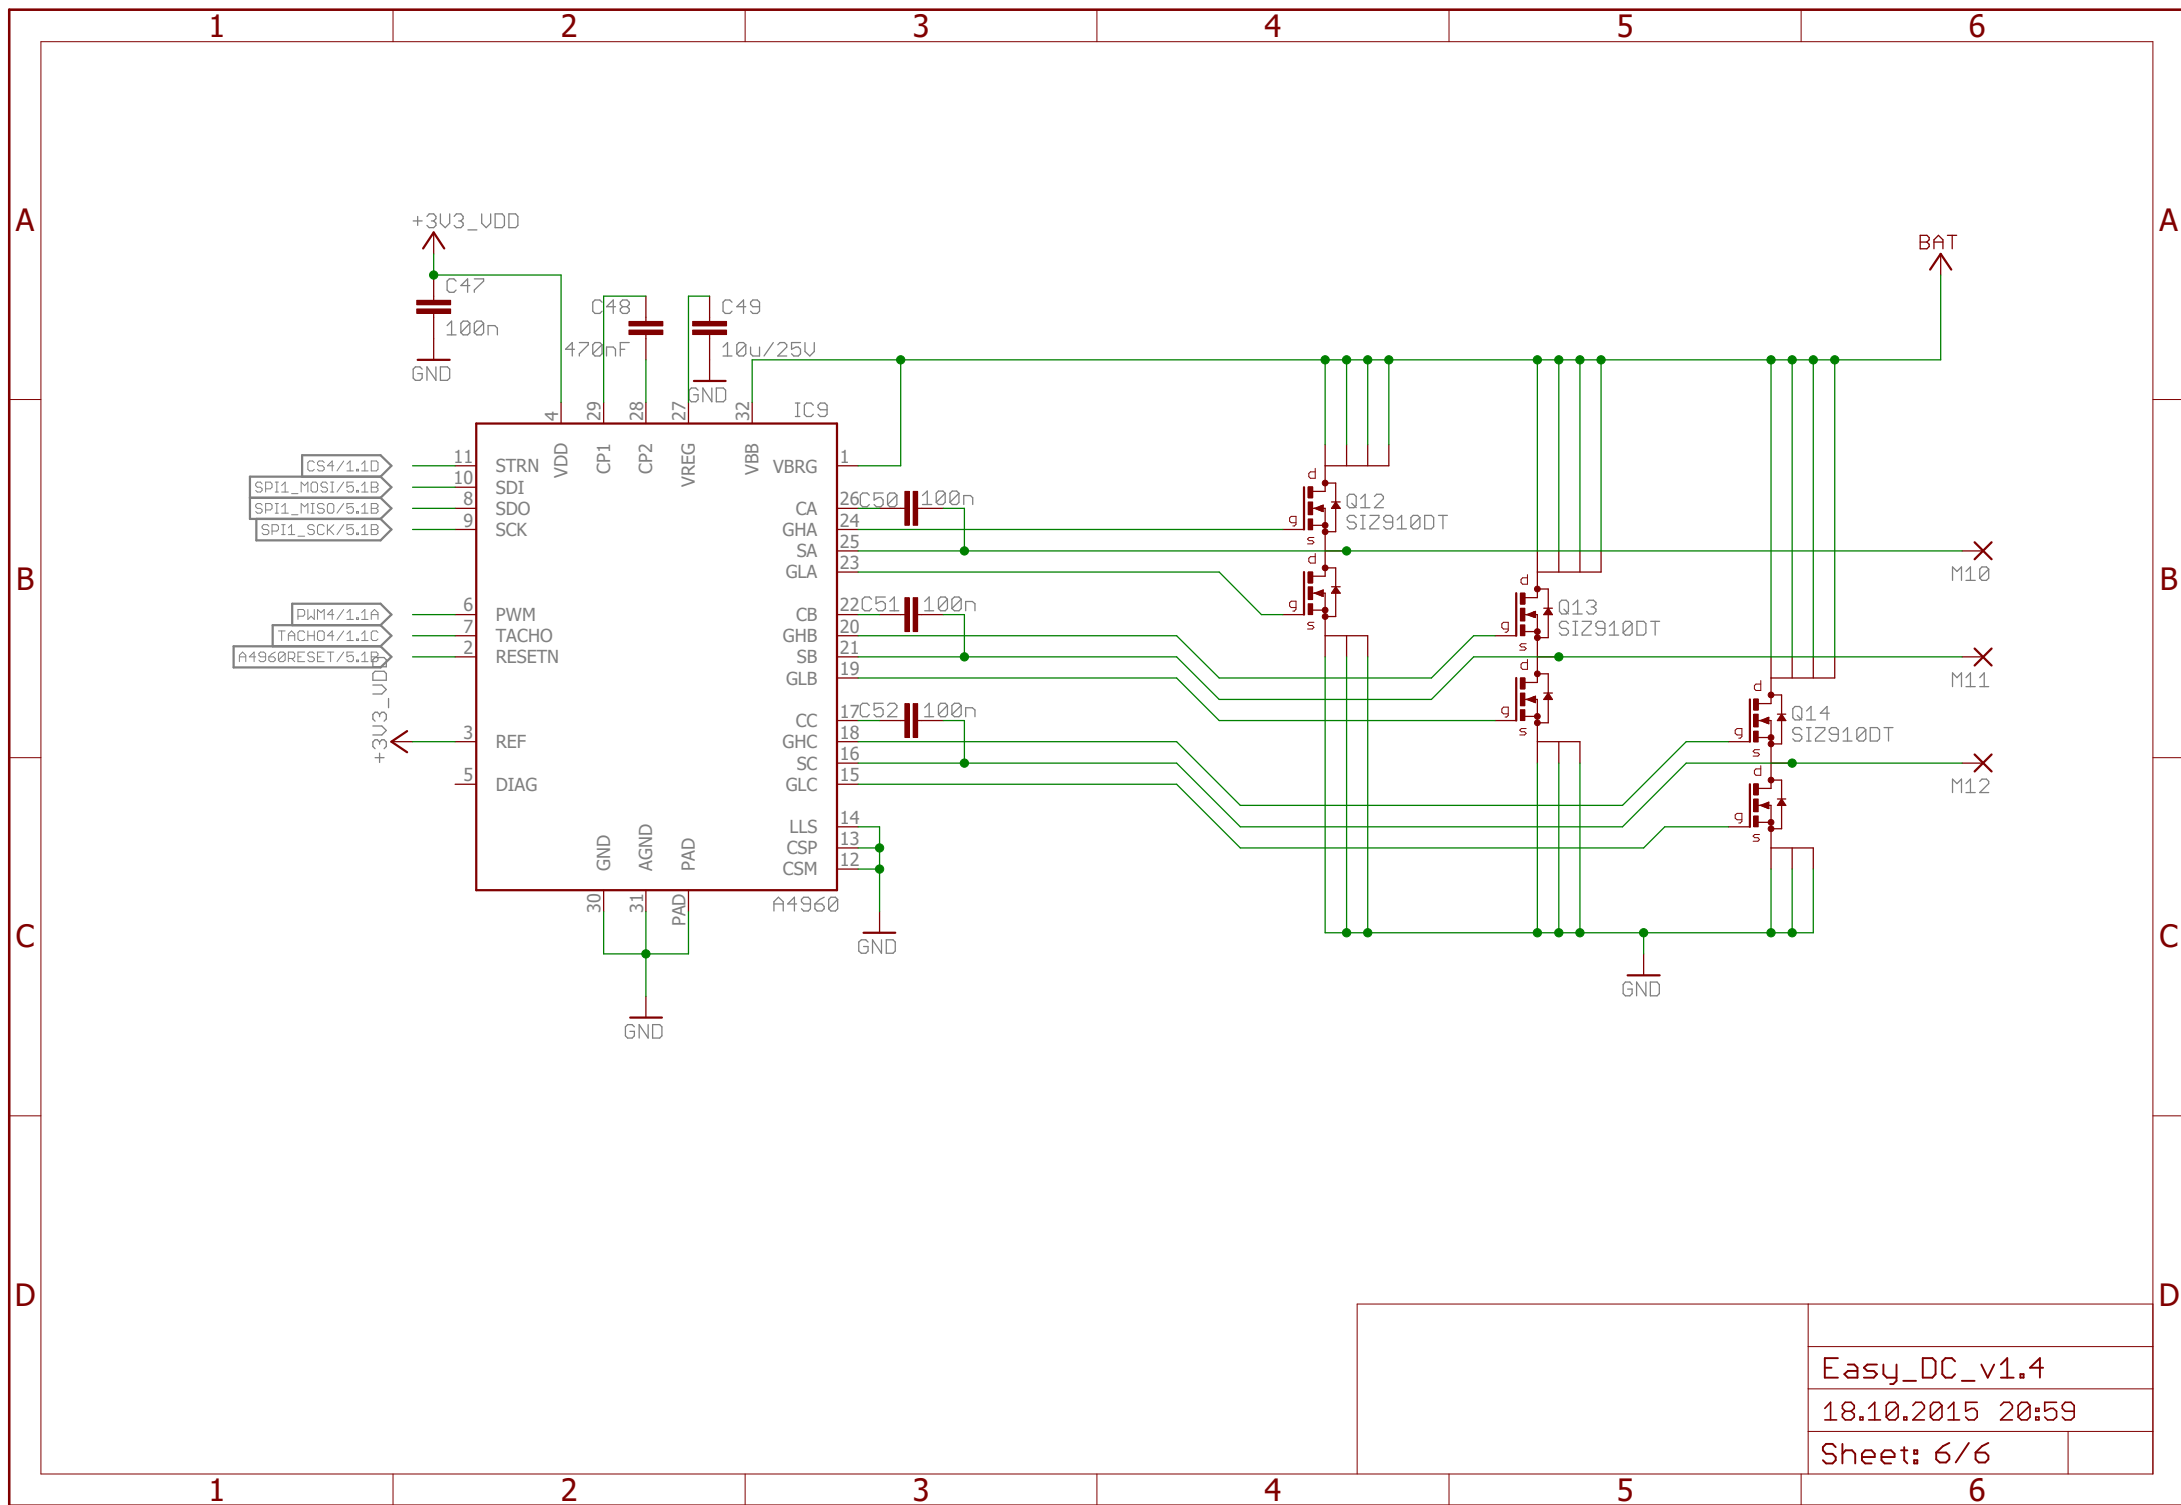 1 2 3 4 5 6
A A
+3V3_VDD
BAT
C47
100n
GND
C48
470nF
C49
10u/25V
GND
4 29 28 27 32
IC9
VDD CP1 CP2 VREG VBB
CS4/1.1D 11 STRN
SPI1_MOSI/5.1B 10 SDI
SPI1_MISO/5.1B 8 SDO
SPI1_SCK/5.1B 9 SCK
PWM4/1.1A 6 PWM
TACHO4/1.1C 7 TACHO
A4960RESET/5.1B 2 RESETN
+3V3_VDD
3 REF
5 DIAG
VBRG 1
CA 26 C50 100n
GHA 24
SA 25
GLA 23
CB 22 C51 100n
GHB 20
SB 21
GLB 19
CC 17 C52 100n
GHC 18
SC 16
GLC 15
LLS 14
CSP 13
CSM 12
GND AGND PAD
30 31 PAD
A4960
GND
GND
d
g
s
Q12
SIZ910DT
d
g
s
M10
B B
d
g
s
Q13
SIZ910DT
d
g
s
M11
d
g
s
Q14
SIZ910DT
d
g
s
M12
C C
GND
D D
Easy_DC_v1.4
18.10.2015 20:59
Sheet: 6/6
1 2 3 4 5 6